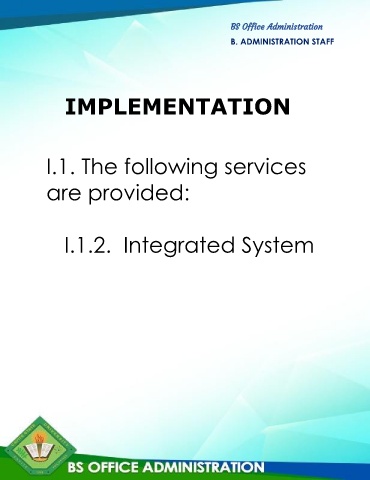 BS Office Administration
B. ADMINISTRATION STAFF
IMPLEMENTATION
I.1. The following services
are provided:
I.1.2. Integrated System
BS OFFICE ADMINISTRATION